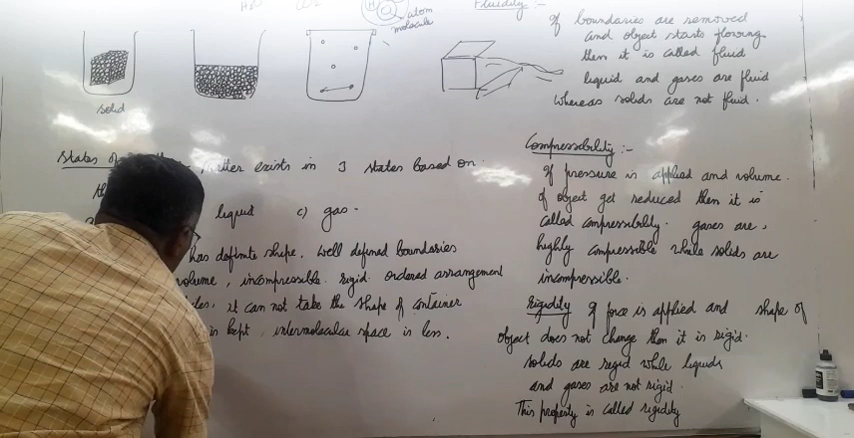 H2O
H
atom
molecule
solid
States of
Matter exists in 3 states based on
th
liquid c) gas.
has definite shape. Well defined boundaries
volume, incompressible. rigid. ordered arrangement
it can not take the shape of container
is kept, intermolecular space is less.
Fluidity :-
If boundaries are removed
and object starts flowing
then it is called fluid
liquid and gases are fluid
whereas solids are not fluid.
Compressibility :-
If pressure is applied and volume.
of object get reduced then it is
called compressibility. gases are
highly compressible while solids are
incompressible.
Rigidity If force is applied and shape of
object does not change then it is rigid.
solids are rigid while liquids
and gases are not rigid.
This property is called rigidity